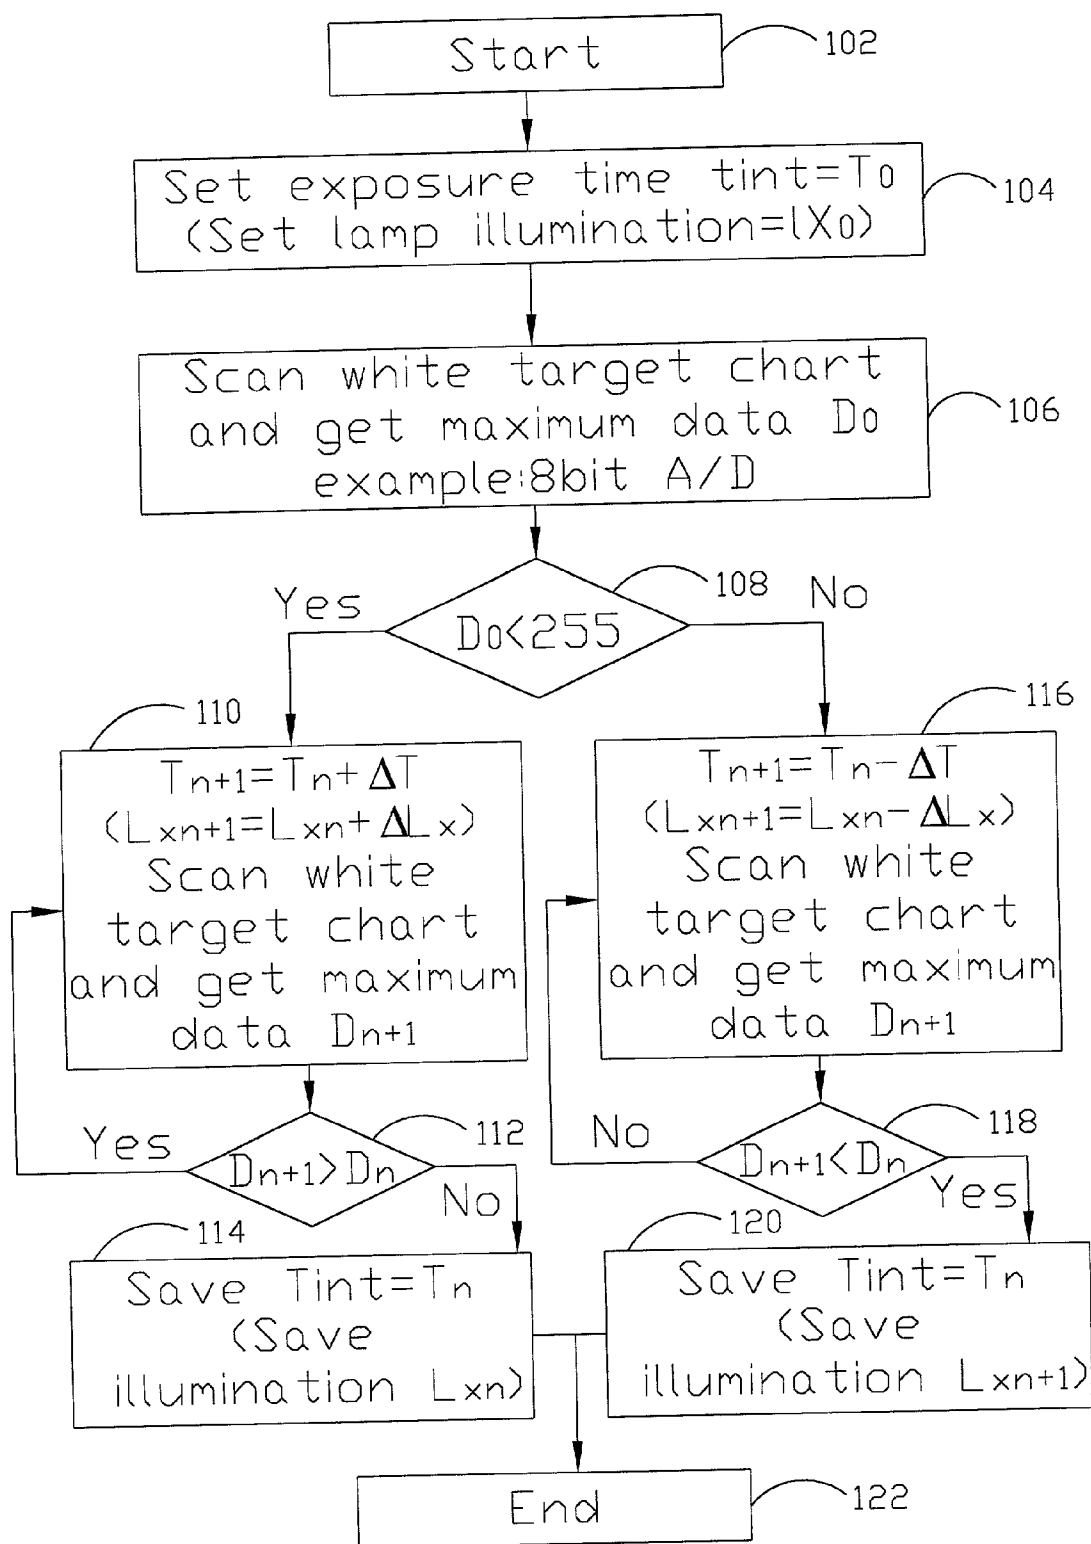 Start
102
Set exposure time tint=T0
(Set lamp illumination=lX0)
104
Scan white target chart
and get maximum data D0
example:8bit A/D
106
D0<255
108
Yes
No
110
Tn+1=Tn+ΔT
(Lxn+1=Lxn+ΔLx)
Scan white
target chart
and get maximum
data Dn+1
116
Tn+1=Tn-ΔT
(Lxn+1=Lxn-ΔLx)
Scan white
target chart
and get maximum
data Dn+1
Yes
Dn+1>Dn
112
No
No
Dn+1<Dn
118
Yes
114
Save Tint=Tn
(Save
illumination Lxn)
120
Save Tint=Tn
(Save
illumination Lxn+1)
End
122